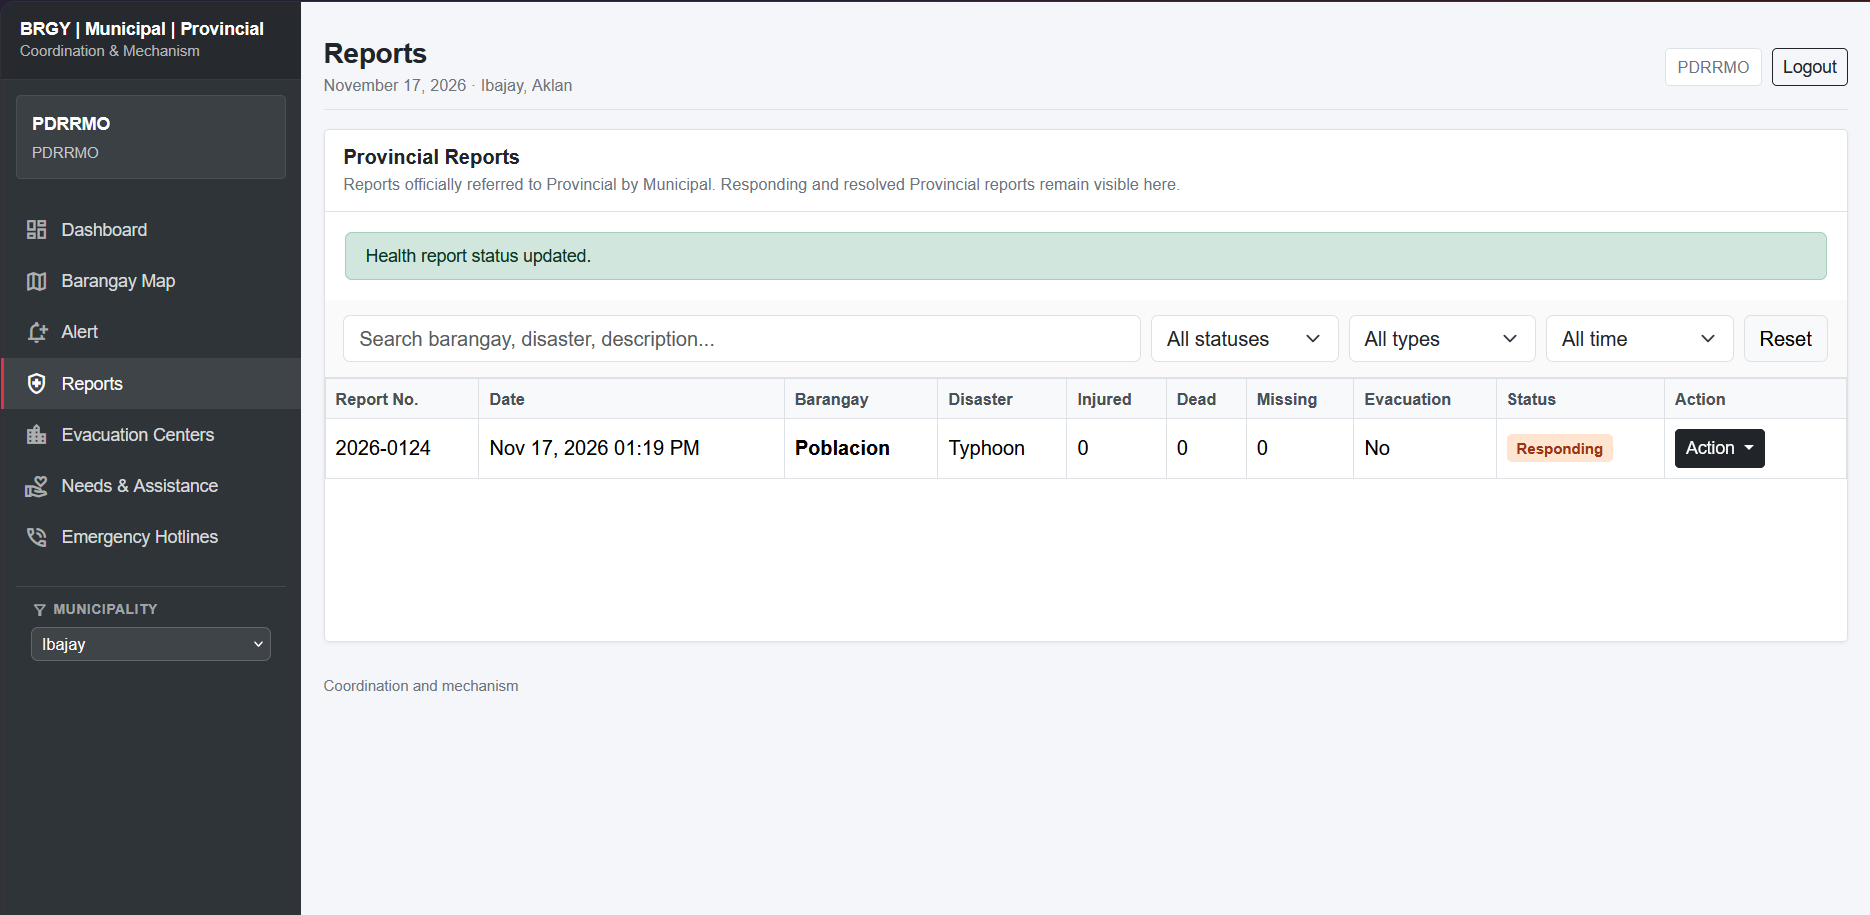 BRGY | Municipal | Provincial
Coordination & Mechanism
PDRRMO
PDRRMO
Dashboard
Barangay Map
Alert
Reports
Evacuation Centers
Needs & Assistance
Emergency Hotlines
MUNICIPALITY
Ibajay
Reports
November 17, 2026 · Ibajay, Aklan
PDRRMO
Logout
Provincial Reports
Reports officially referred to Provincial by Municipal. Responding and resolved Provincial reports remain visible here.
Health report status updated.
Search barangay, disaster, description...
All statuses
All types
All time
Reset
Report No. Date Barangay Disaster Injured Dead Missing Evacuation Status Action
2026-0124 Nov 17, 2026 01:19 PM Poblacion Typhoon 0 0 0 No Responding Action
Coordination and mechanism